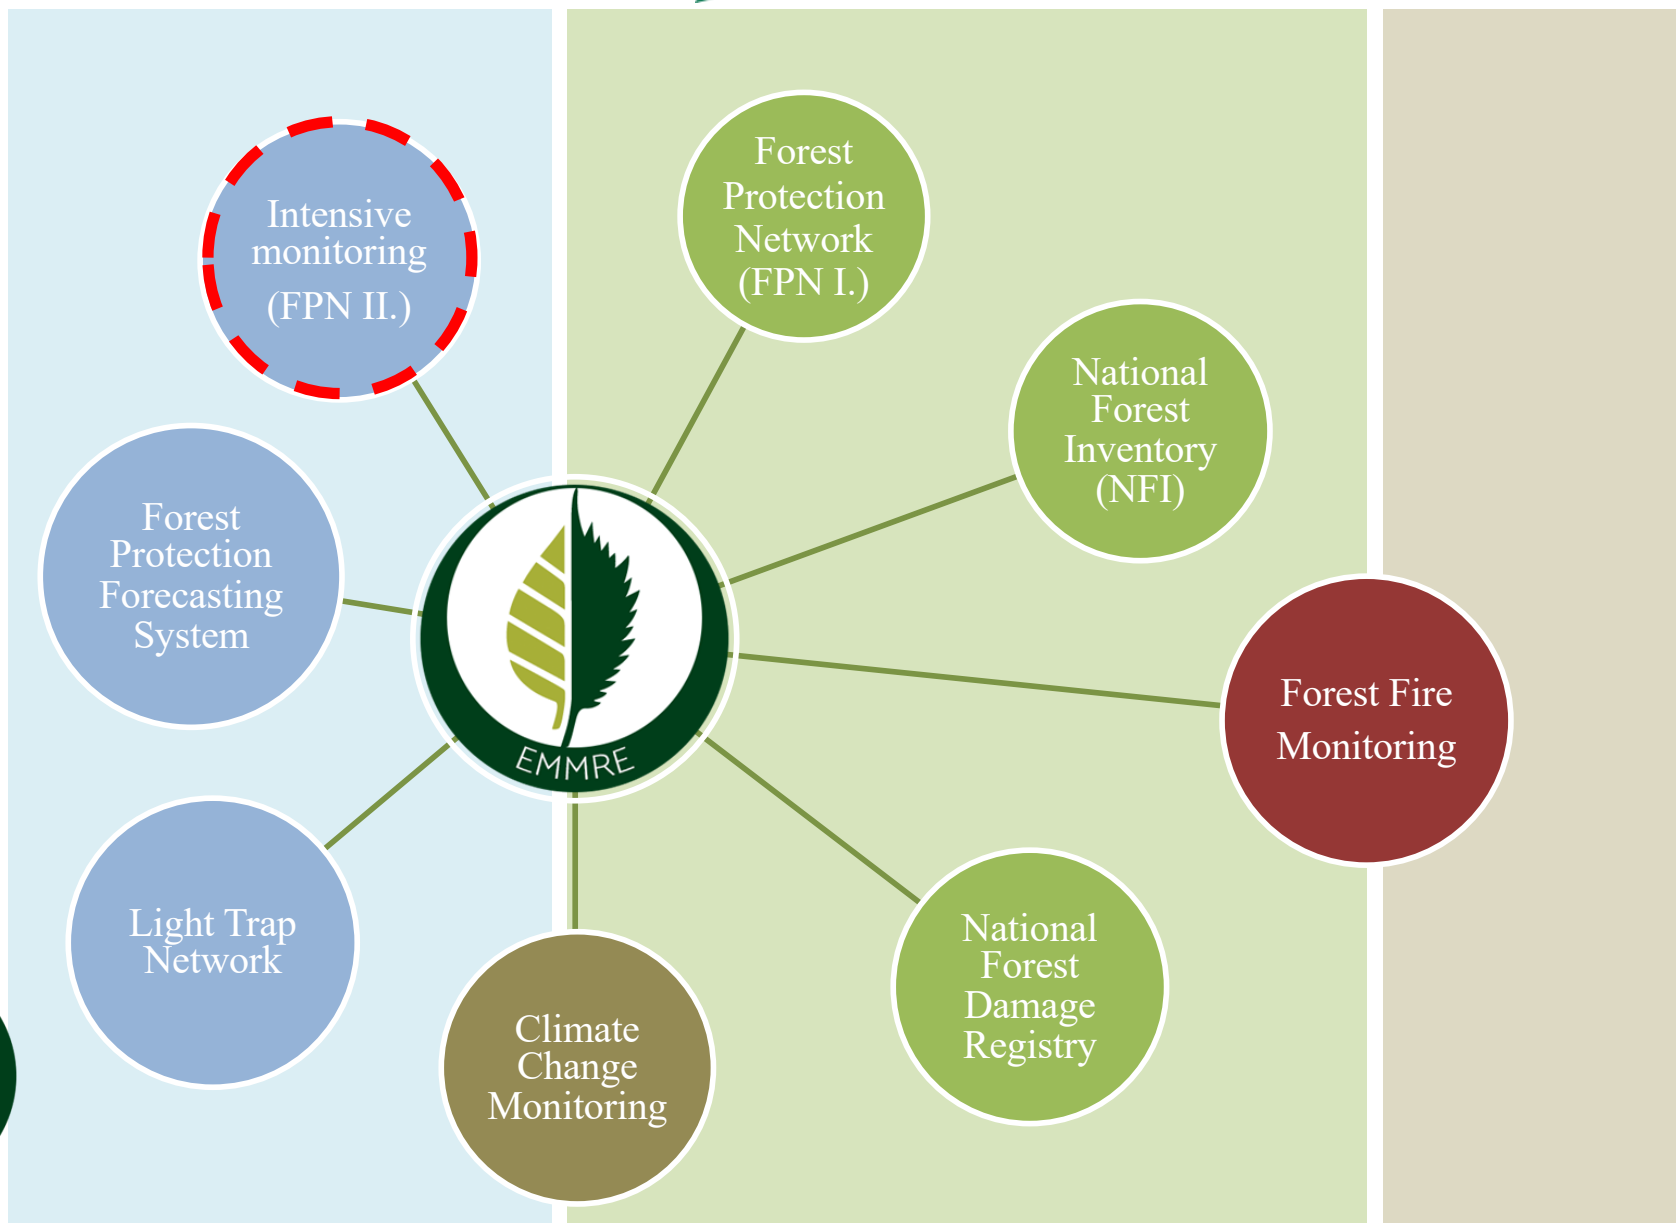 Intensive
monitoring
(FPN II.)
Forest
Protection
Network
(FPN I.)
National
Forest
Inventory
(NFI)
Forest
Protection
Forecasting
System
EMMRE
Forest Fire
Monitoring
Light Trap
Network
Climate
Change
Monitoring
National
Forest
Damage
Registry